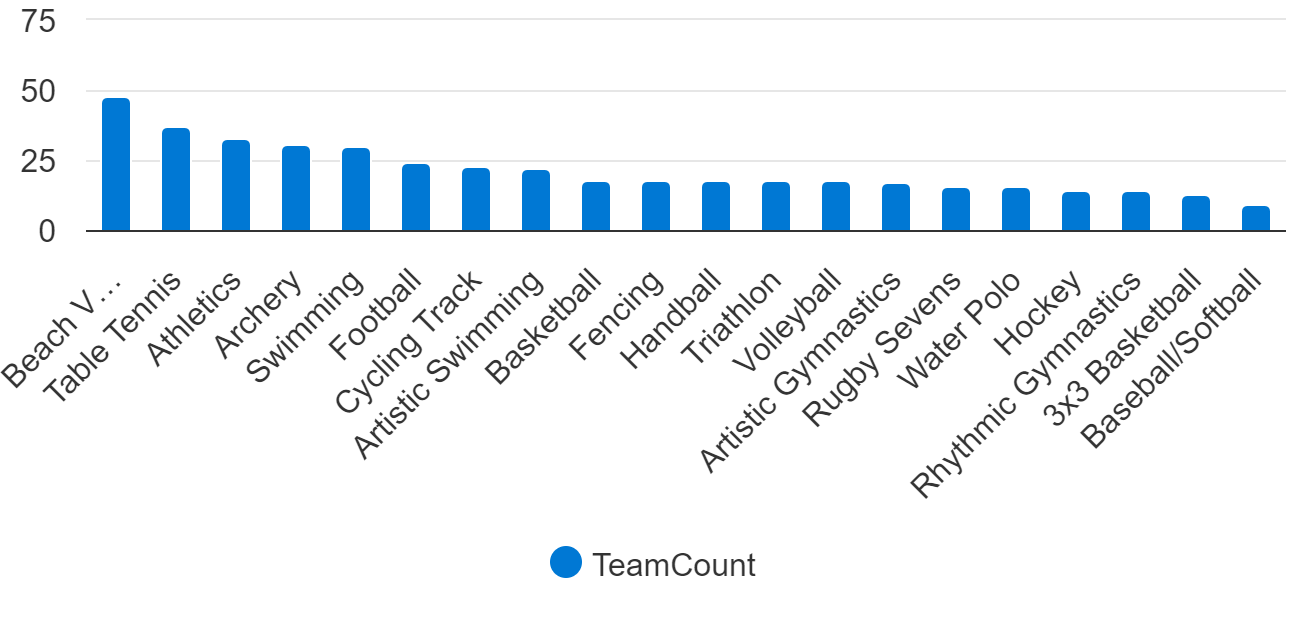 75
50
25
0
Beach V ...
Table Tennis
Athletics
Archery
Swimming
Football
Cycling Track
Artistic Swimming
Basketball
Fencing
Handball
Triathlon
Volleyball
Artistic Gymnastics
Rugby Sevens
Water Polo
Hockey
Rhythmic Gymnastics
3x3 Basketball
Baseball/Softball
TeamCount